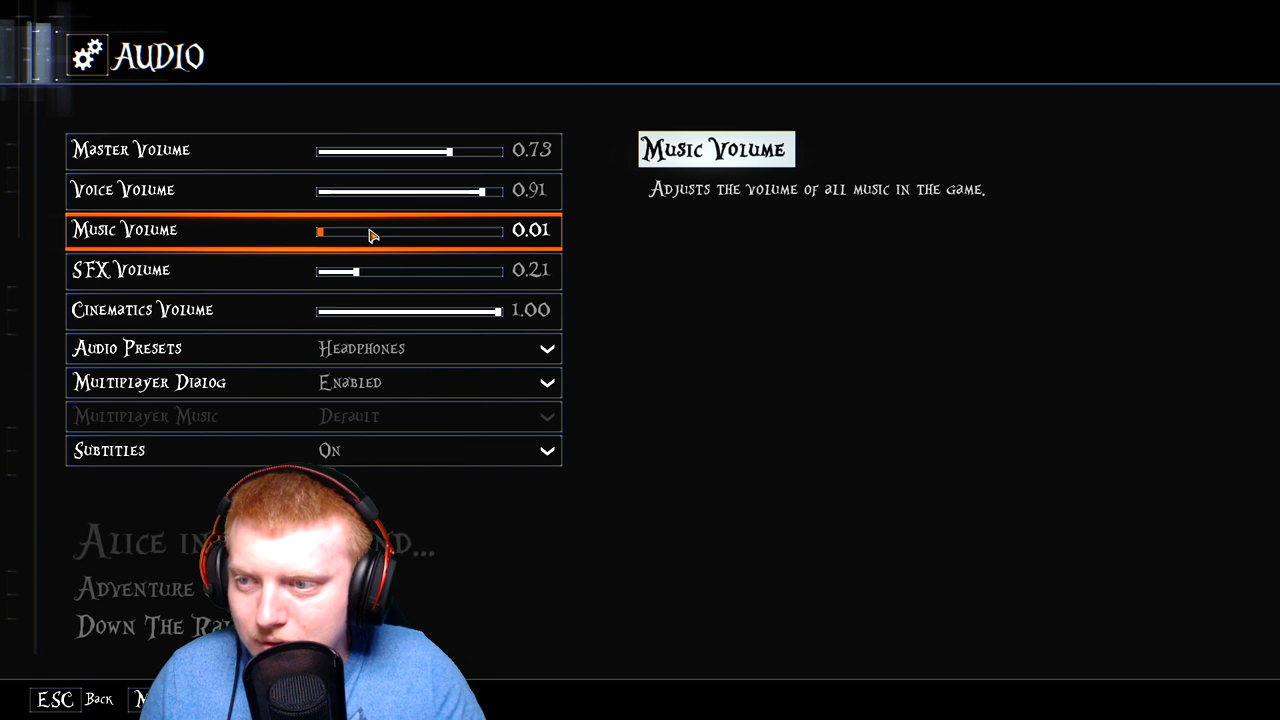 AUDIO
Master Volume 0.73
Voice Volume 0.91
Music Volume 0.01
SFX Volume 0.21
Cinematics Volume 1.00
Audio Presets Headphones
Multiplayer Dialog Enabled
Multiplayer Music Default
Subtitles On
Music Volume
Adjusts the volume of all music in the game.
Alice in
Adventure
Down The
ESC Back